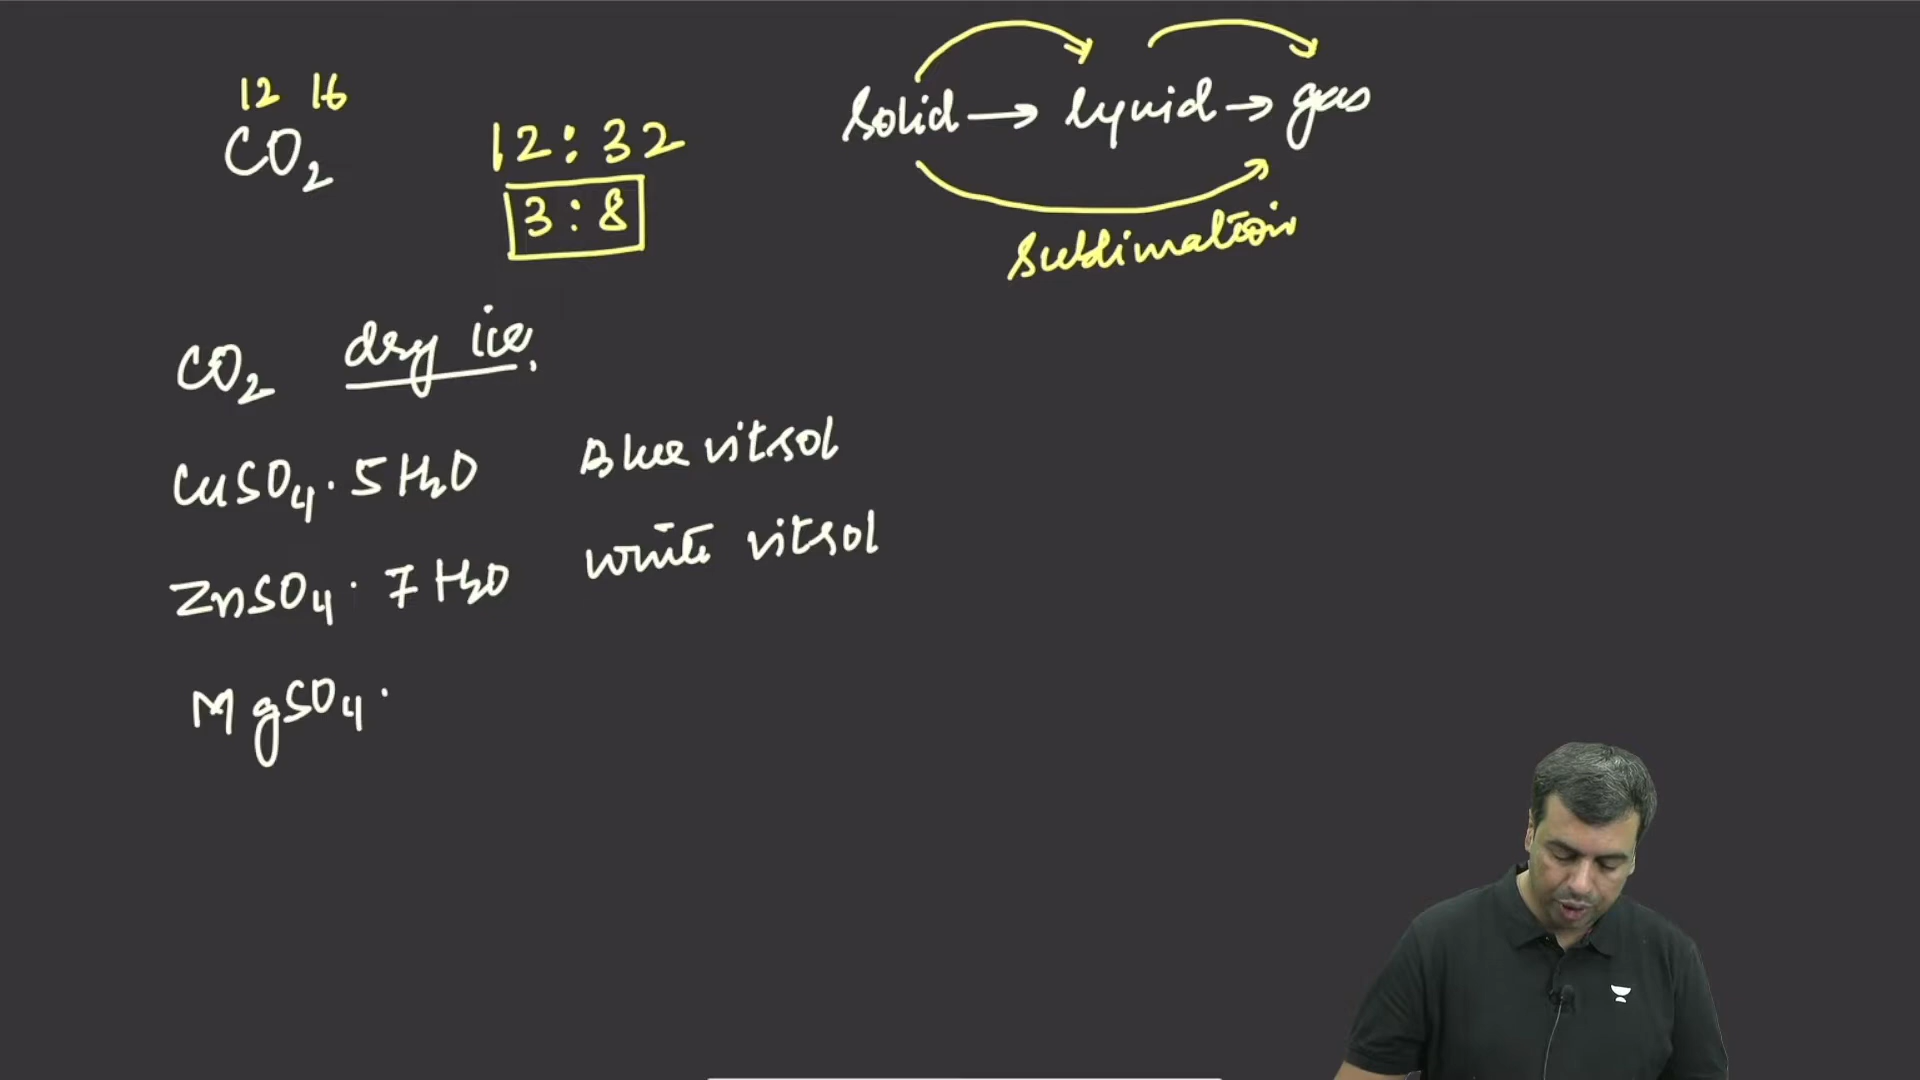 12 16
CO₂
12 : 32
3 : 8
solid → liquid → gas
sublimation
CO₂ dry ice,
CuSO₄ · 5H₂O Blue vitriol
ZnSO₄ · 7H₂O white vitriol
MgSO₄ ·